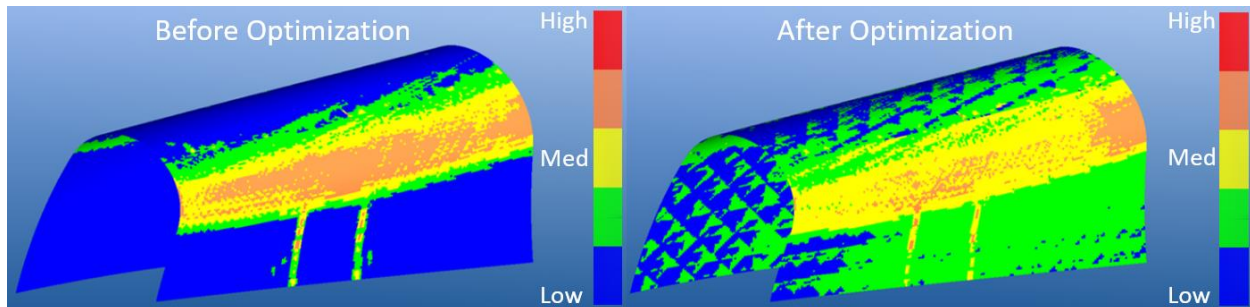 Before Optimization
High
Med
Low
After Optimization
High
Med
Low